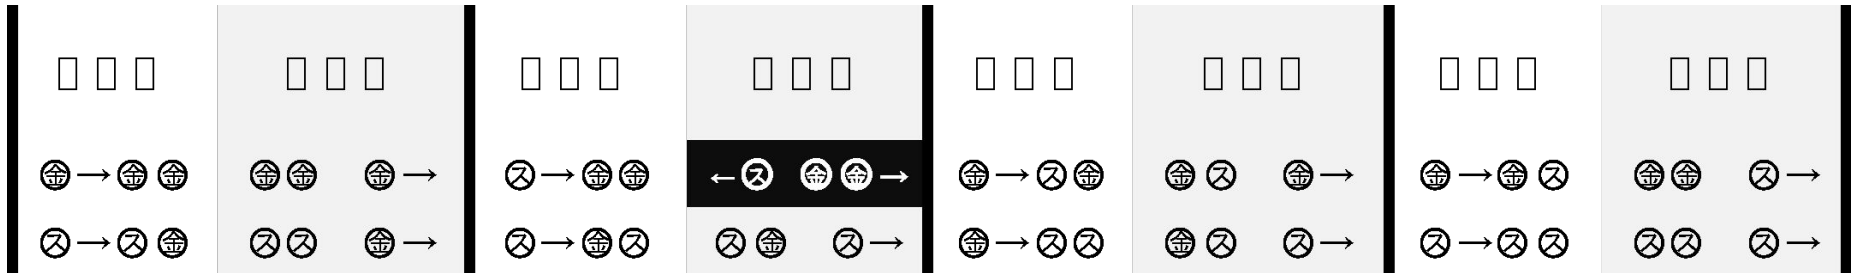 ㊎→㊎㊎ ㊎㊎ ㊎→ ㋜→㊎㊎ ←㋜ ㊎㊎→ ㊎→㋜㊎ ㊎㋜ ㊎→ ㊎→㊎㋜ ㊎㊎ ㋜→
㋜→㋜㊎ ㋜㋜ ㊎→ ㋜→㊎㋜ ㋜㊎ ㋜→ ㊎→㋜㋜ ㊎㋜ ㋜→ ㋜→㋜㋜ ㋜㋜ ㋜→